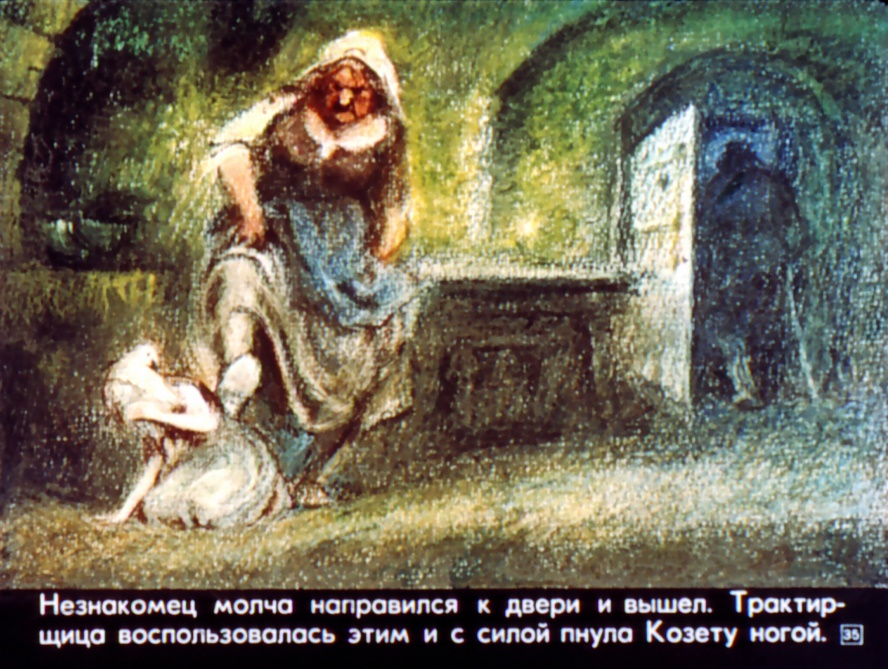 Незнакомец молча направился к двери и вышел. Трактир-
щица воспользовалась этим и с силой пнула Козету ногой. 35